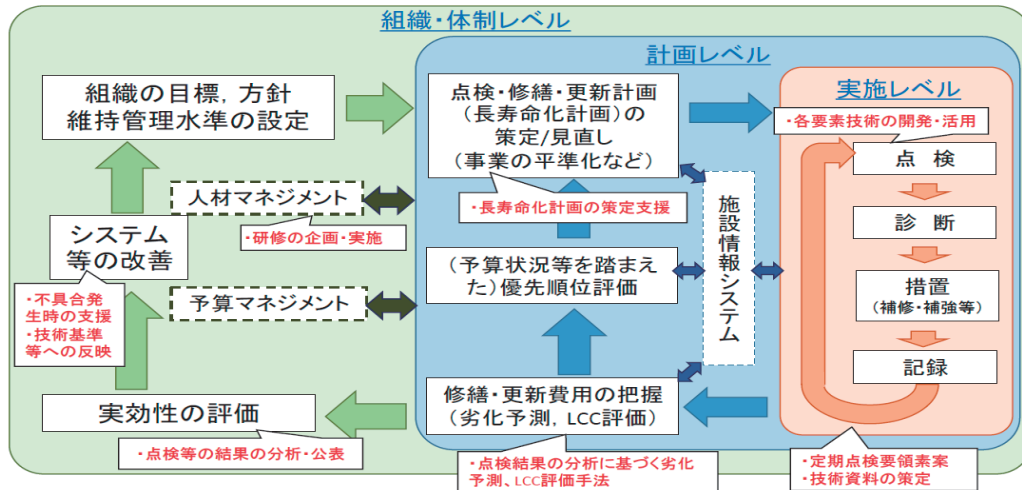 組織・体制レベル
計画レベル
実施レベル
組織の目標，方針
維持管理水準の設定
点検・修繕・更新計画
（長寿命化計画）の
策定/見直し
（事業の平準化など）
・各要素技術の開発・活用
点 検
人材マネジメント
・研修の企画・実施
・長寿命化計画の策定支援
施設情報システム
診 断
システム
等の改善
（予算状況等を踏まえ
た）優先順位評価
措置
（補修・補強等）
・不具合発
生時の支援
・技術基準
等への反映
予算マネジメント
記録
実効性の評価
修繕・更新費用の把握
（劣化予測，LCC評価）
・点検等の結果の分析・公表
・点検結果の分析に基づく劣化
予測、LCC評価手法
・定期点検要領素案
・技術資料の策定